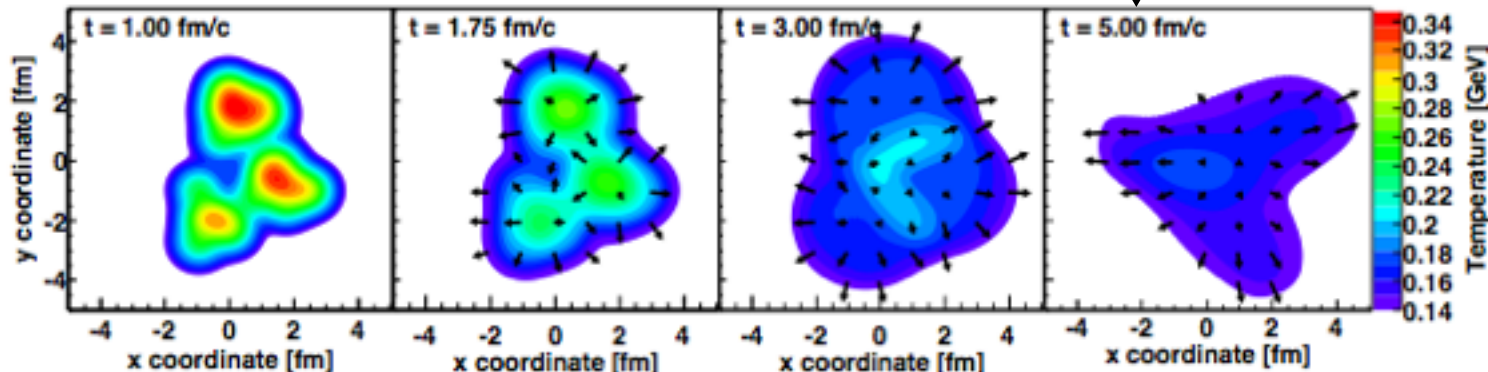 t = 1.00 fm/c
t = 1.75 fm/c
t = 3.00 fm/c
t = 5.00 fm/c
y coordinate [fm]
4
2
0
-2
-4
0.34
0.32
0.3
0.28
0.26
0.24
0.22
0.2
0.18
0.16
0.14
Temperature [GeV]
-4 -2 0 2 4
-4 -2 0 2 4
-4 -2 0 2 4
-4 -2 0 2 4
x coordinate [fm]
x coordinate [fm]
x coordinate [fm]
x coordinate [fm]